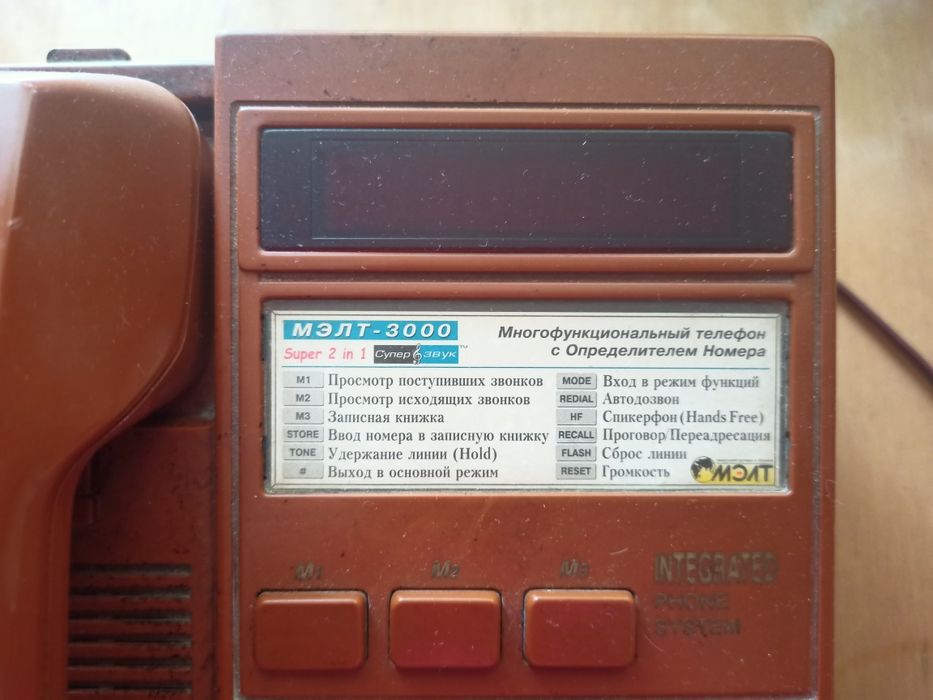 МЭЛТ-3000
Super 2 in 1 Супер звук™
Многофункциональный телефон
с Определителем Номера
M1 Просмотр поступивших звонков
M2 Просмотр исходящих звонков
M3 Записная книжка
STORE Ввод номера в записную книжку
TONE Удержание линии (Hold)
# Выход в основной режим
MODE Вход в режим функций
REDIAL Автодозвон
HF Спикерфон (Hands Free)
RECALL Проговор/Переадресация
FLASH Сброс линии
RESET Громкость
МЭЛТ
M1 M2 M3
INTEGRATED
PHONE
SYSTEM